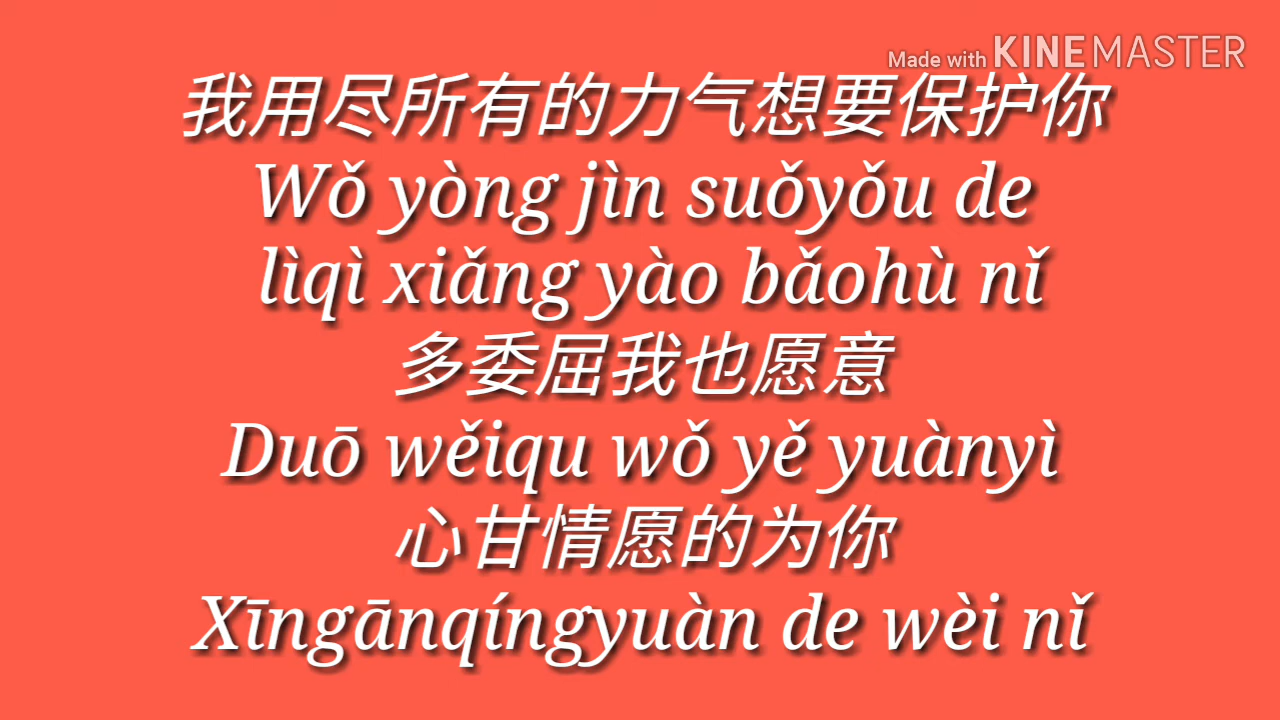 Made with KINEMASTER
我用尽所有的力气想要保护你
Wǒ yòng jìn suǒyǒu de
lìqì xiǎng yào bǎohù nǐ
多委屈我也愿意
Duō wěiqu wǒ yě yuànyì
心甘情愿的为你
Xīngānqíngyuàn de wèi nǐ